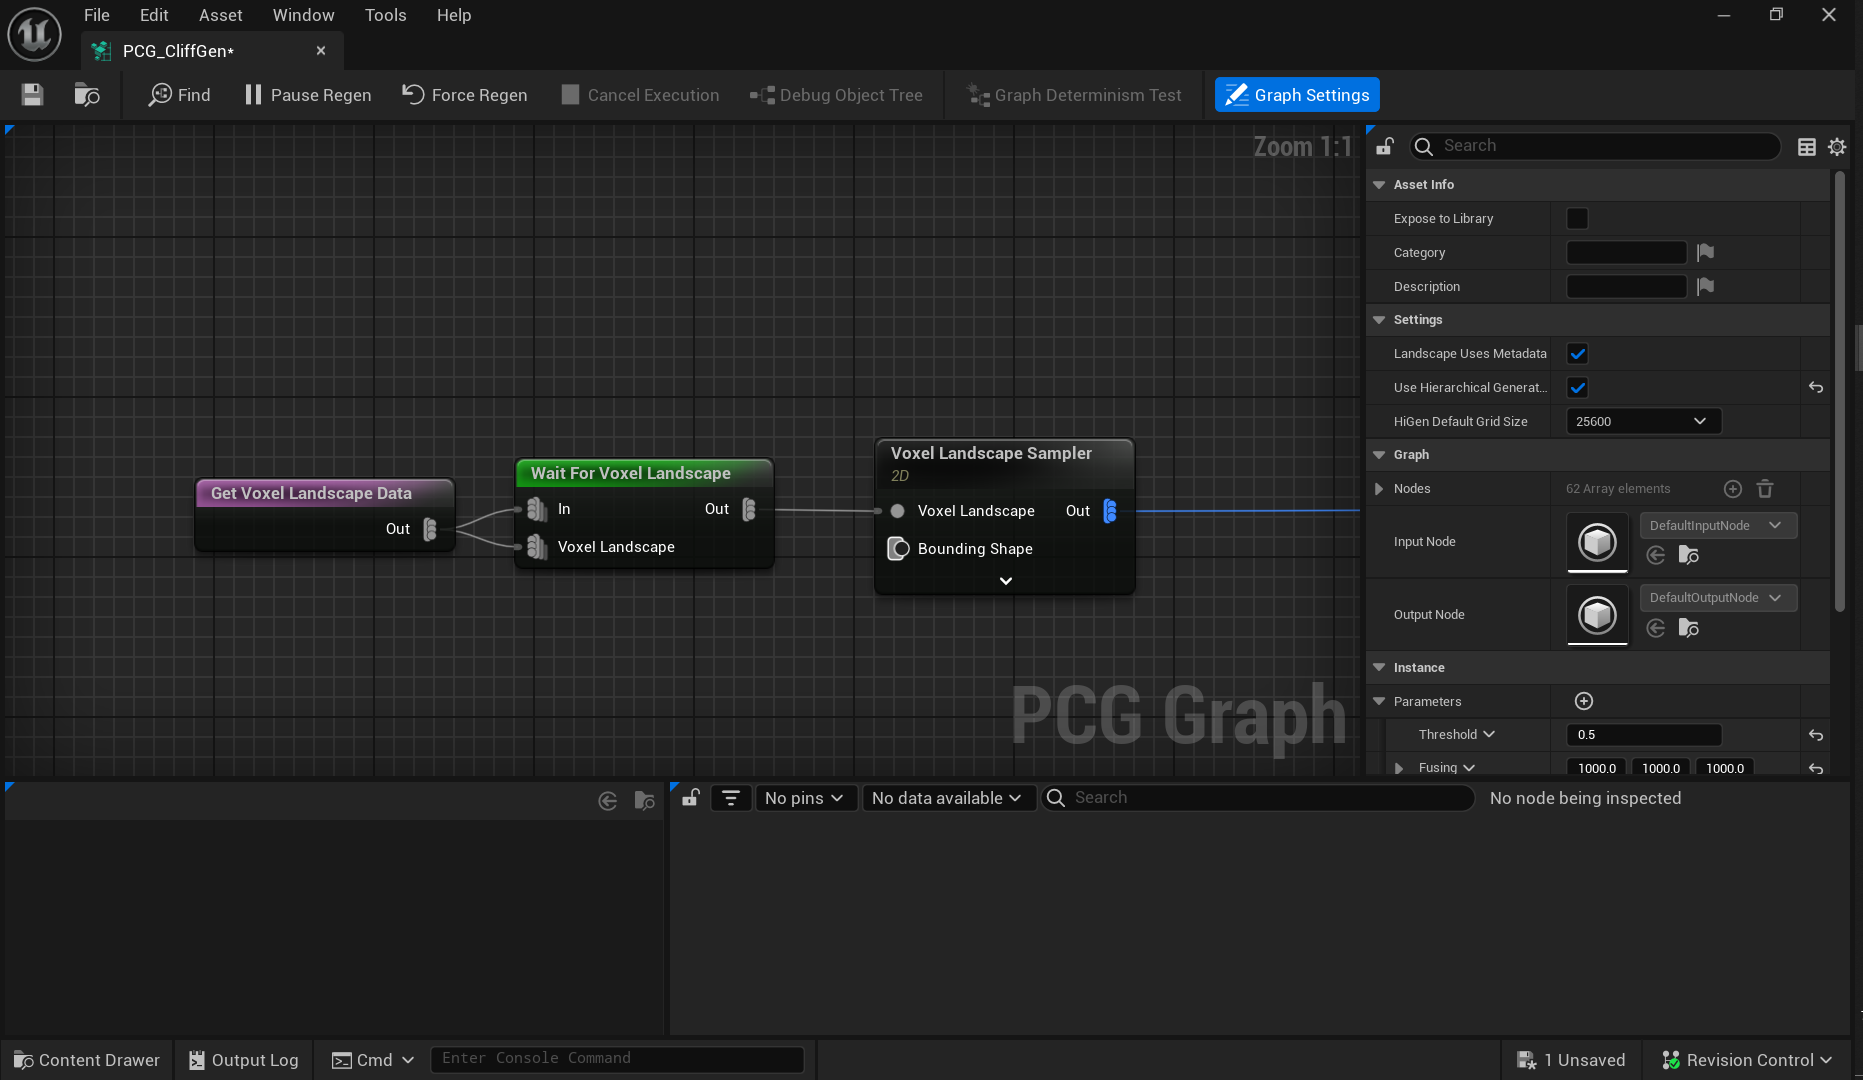 File Edit Asset Window Tools Help
PCG_CliffGen*
Find Pause Regen Force Regen Cancel Execution Debug Object Tree Graph Determinism Test Graph Settings
Zoom 1:1
Search
Asset Info
Expose to Library
Category
Description
Settings
Landscape Uses Metadata
Use Hierarchical Generat...
HiGen Default Grid Size 25600
Graph
Nodes 62 Array elements
Input Node DefaultInputNode
Output Node DefaultOutputNode
Instance
Parameters
Threshold 0.5
Fusing 1000.0 1000.0 1000.0
Get Voxel Landscape Data
Out
Wait For Voxel Landscape
In Out
Voxel Landscape
Voxel Landscape Sampler
2D
Voxel Landscape Out
Bounding Shape
PCG Graph
No pins No data available Search No node being inspected
Content Drawer Output Log Cmd Enter Console Command 1 Unsaved Revision Control